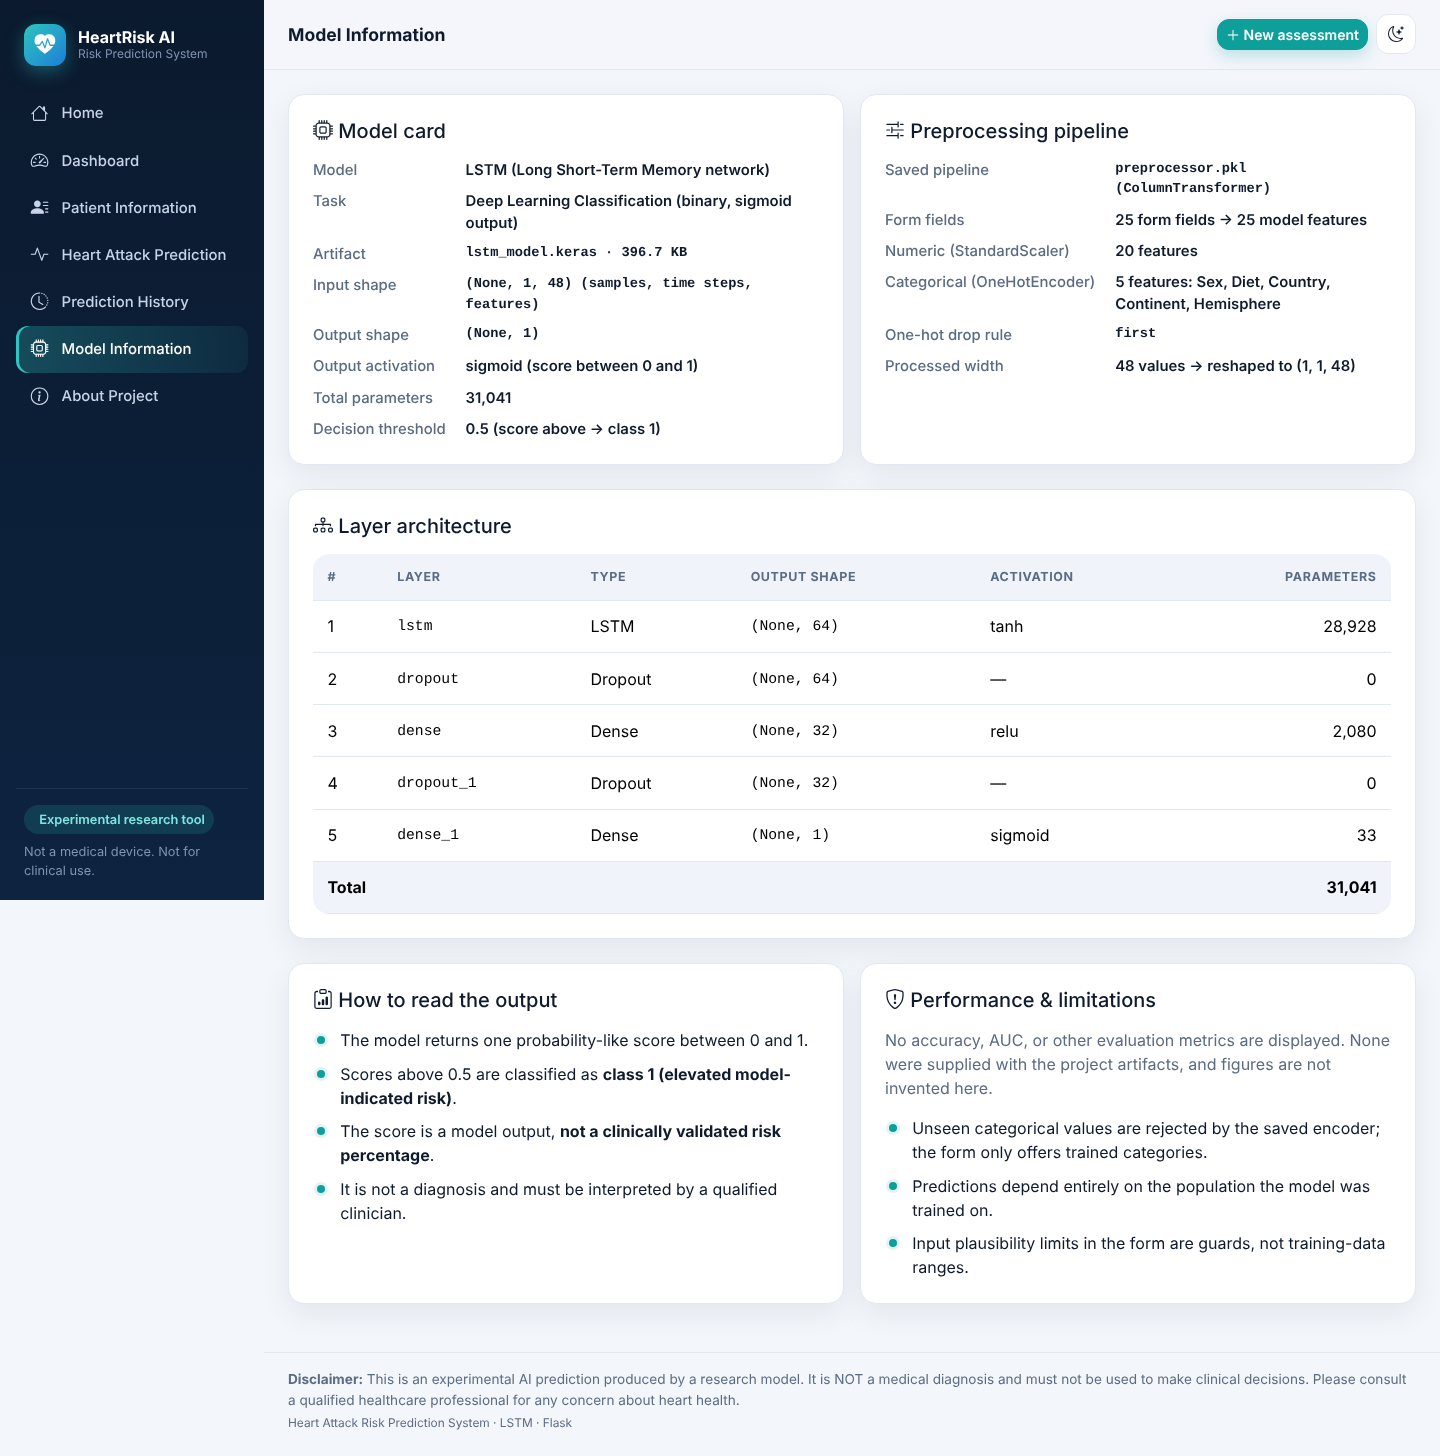 HeartRisk AI
Risk Prediction System
Home
Dashboard
Patient Information
Heart Attack Prediction
Prediction History
Model Information
About Project
Experimental research tool
Not a medical device. Not for
clinical use.
Model Information
+ New assessment
Model card
Model LSTM (Long Short-Term Memory network)
Task Deep Learning Classification (binary, sigmoid
output)
Artifact lstm_model.keras · 396.7 KB
Input shape (None, 1, 48) (samples, time steps,
features)
Output shape (None, 1)
Output activation sigmoid (score between 0 and 1)
Total parameters 31,041
Decision threshold 0.5 (score above → class 1)
Preprocessing pipeline
Saved pipeline preprocessor.pkl
(ColumnTransformer)
Form fields 25 form fields → 25 model features
Numeric (StandardScaler) 20 features
Categorical (OneHotEncoder) 5 features: Sex, Diet, Country,
Continent, Hemisphere
One-hot drop rule first
Processed width 48 values → reshaped to (1, 1, 48)
Layer architecture
# LAYER TYPE OUTPUT SHAPE ACTIVATION PARAMETERS
1 lstm LSTM (None, 64) tanh 28,928
2 dropout Dropout (None, 64) — 0
3 dense Dense (None, 32) relu 2,080
4 dropout_1 Dropout (None, 32) — 0
5 dense_1 Dense (None, 1) sigmoid 33
Total 31,041
How to read the output
The model returns one probability-like score between 0 and 1.
Scores above 0.5 are classified as class 1 (elevated model-
indicated risk).
The score is a model output, not a clinically validated risk
percentage.
It is not a diagnosis and must be interpreted by a qualified
clinician.
Performance & limitations
No accuracy, AUC, or other evaluation metrics are displayed. None
were supplied with the project artifacts, and figures are not
invented here.
Unseen categorical values are rejected by the saved encoder;
the form only offers trained categories.
Predictions depend entirely on the population the model was
trained on.
Input plausibility limits in the form are guards, not training-data
ranges.
Disclaimer: This is an experimental AI prediction produced by a research model. It is NOT a medical diagnosis and must not be used to make clinical decisions. Please consult
a qualified healthcare professional for any concern about heart health.
Heart Attack Risk Prediction System · LSTM · Flask